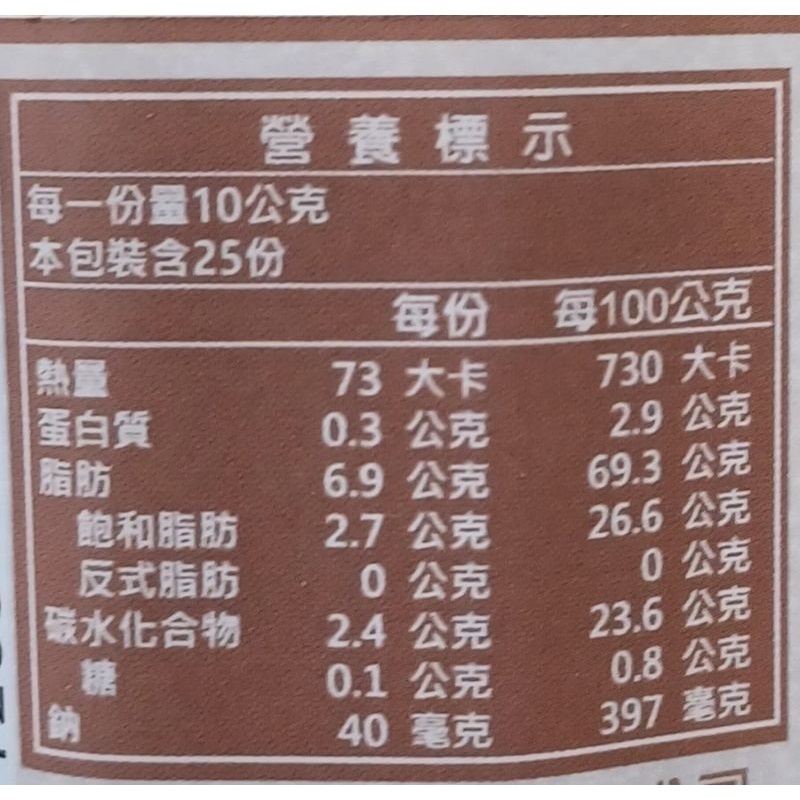 營養標示
每一份量10公克
本包裝含25份
每份 每100公克
熱量 73 大卡 730 大卡
蛋白質 0.3 公克 2.9 公克
脂肪 6.9 公克 69.3 公克
飽和脂肪 2.7 公克 26.6 公克
反式脂肪 0 公克 0 公克
碳水化合物 2.4 公克 23.6 公克
糖 0.1 公克 0.8 公克
鈉 40 毫克 397 毫克